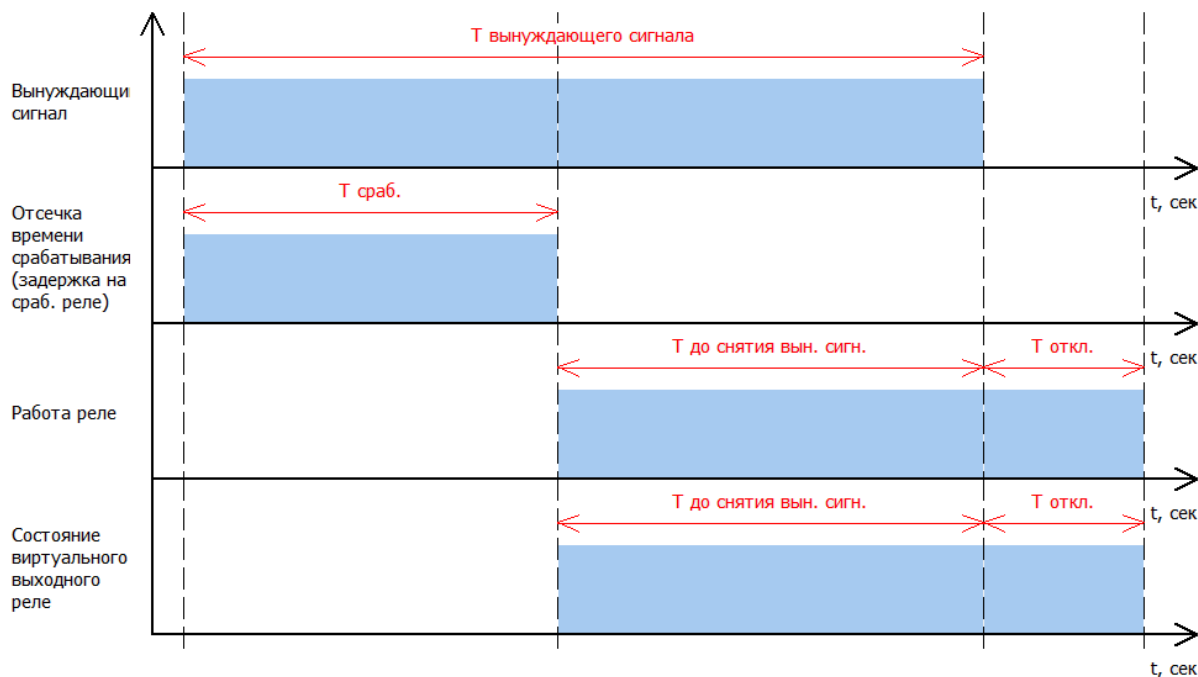 Т вынуждающего сигнала
Вынуждающи
сигнал
t, сек
Т сраб.
Отсечка
времени
срабатывания
(задержка на
сраб. реле)
t, сек
Т до снятия вын. сигн.
Т откл.
Работа реле
t, сек
Т до снятия вын. сигн.
Т откл.
Состояние
виртуального
выходного
реле
t, сек